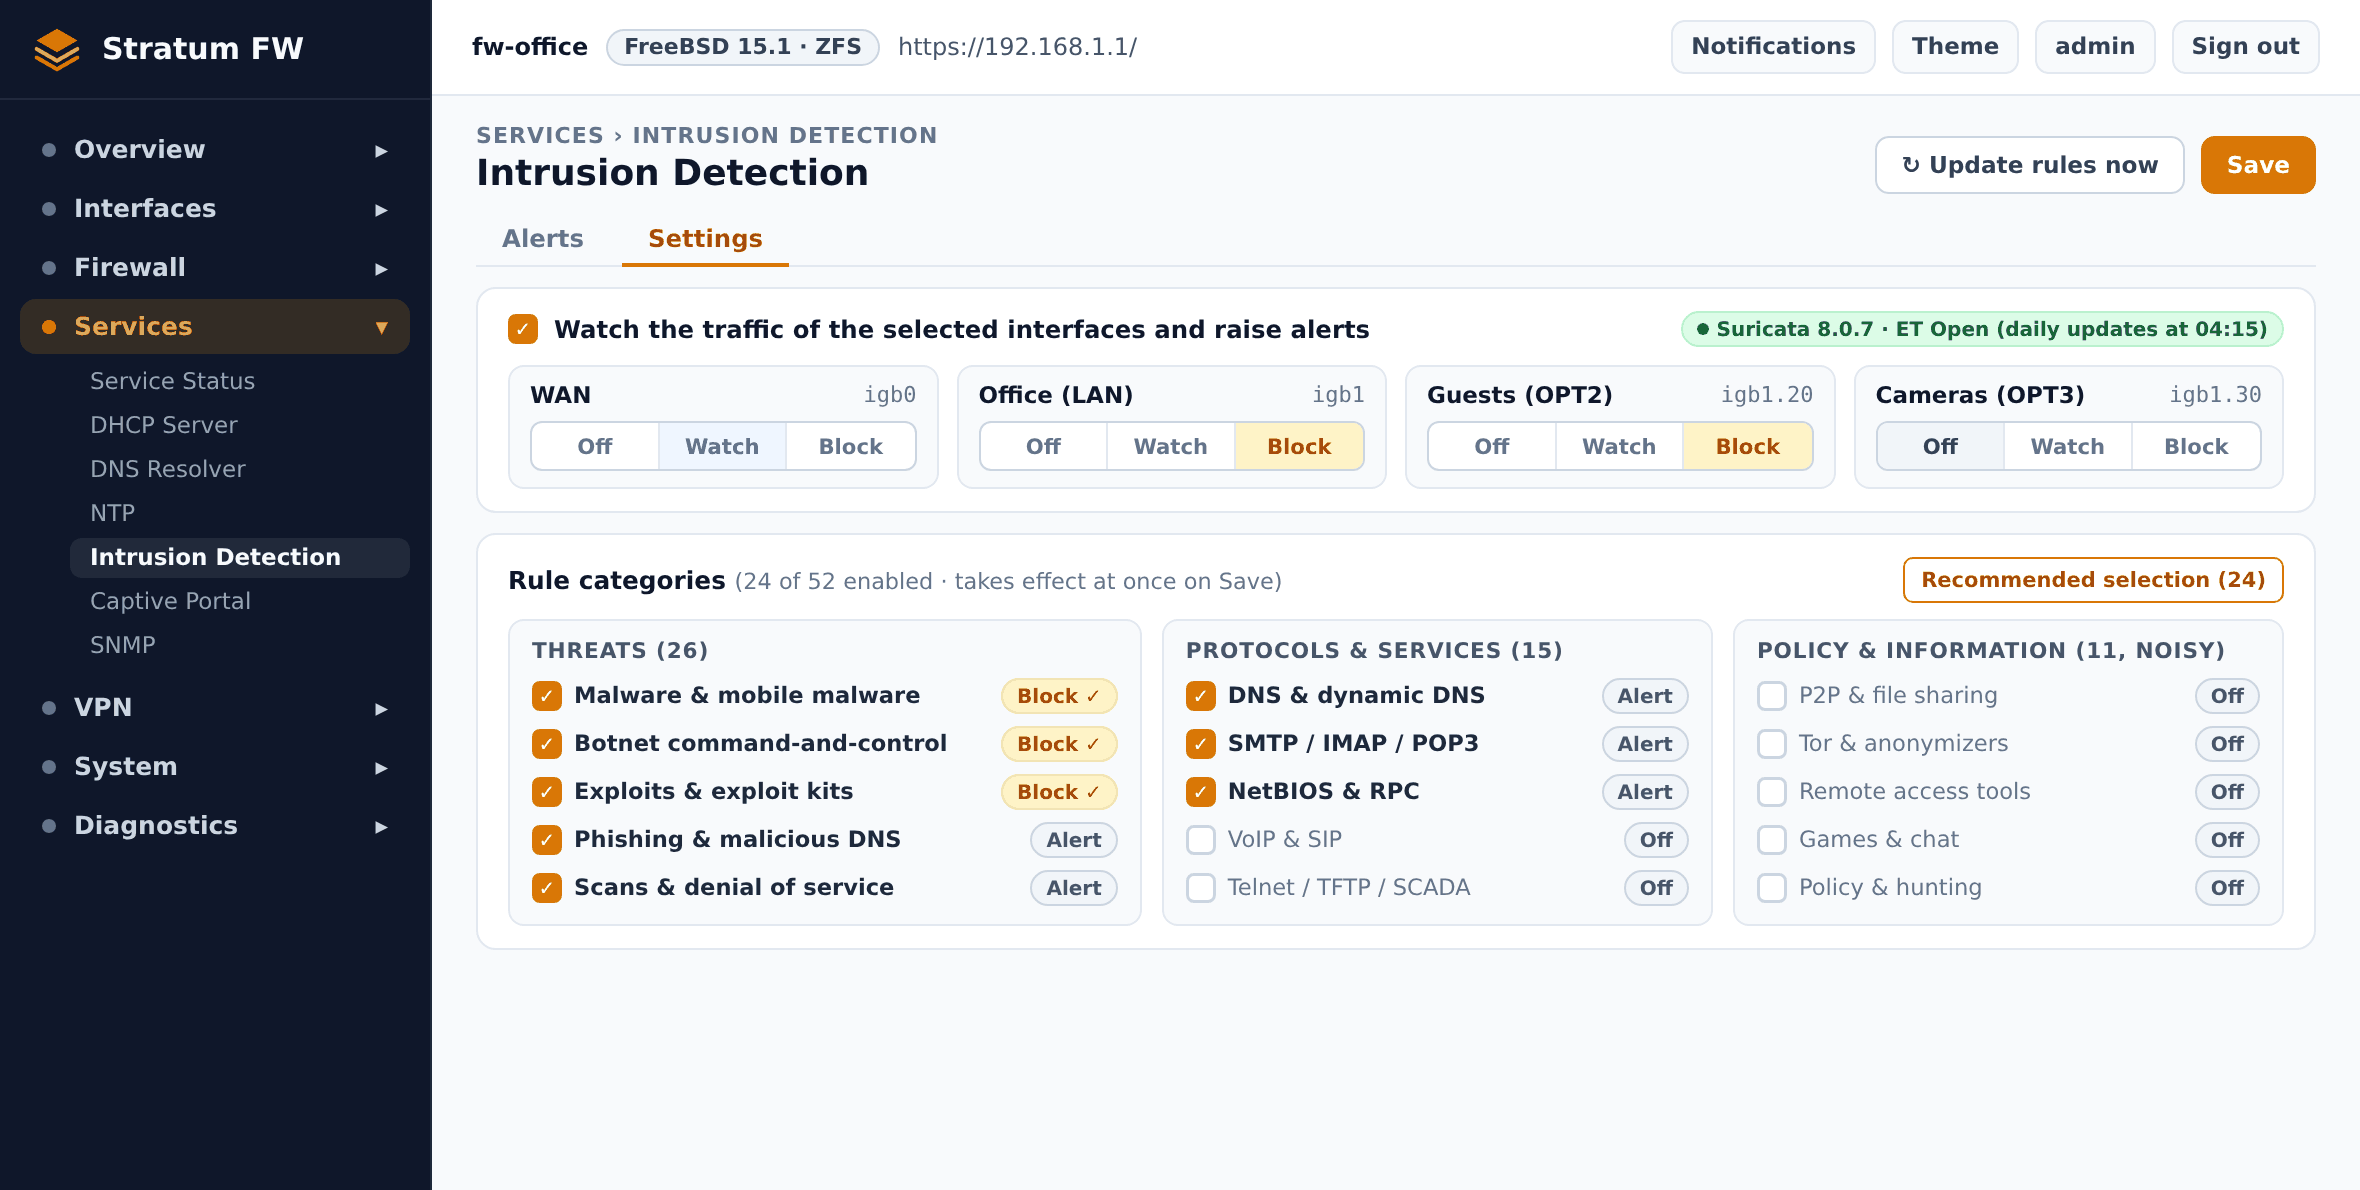 Stratum FW
Overview ▶
Interfaces ▶
Firewall ▶
Services ▼
Service Status
DHCP Server
DNS Resolver
NTP
Intrusion Detection
Captive Portal
SNMP
VPN ▶
System ▶
Diagnostics ▶
fw-office FreeBSD 15.1 · ZFS https://192.168.1.1/ Notifications Theme admin Sign out
SERVICES › INTRUSION DETECTION
Intrusion Detection
↻ Update rules now Save
Alerts Settings
✓ Watch the traffic of the selected interfaces and raise alerts
● Suricata 8.0.7 · ET Open (daily updates at 04:15)
WAN igb0
Off Watch Block
Office (LAN) igb1
Off Watch Block
Guests (OPT2) igb1.20
Off Watch Block
Cameras (OPT3) igb1.30
Off Watch Block
Rule categories (24 of 52 enabled · takes effect at once on Save)
Recommended selection (24)
THREATS (26)
✓ Malware & mobile malware Block ✓
✓ Botnet command-and-control Block ✓
✓ Exploits & exploit kits Block ✓
✓ Phishing & malicious DNS Alert
✓ Scans & denial of service Alert
PROTOCOLS & SERVICES (15)
✓ DNS & dynamic DNS Alert
✓ SMTP / IMAP / POP3 Alert
✓ NetBIOS & RPC Alert
VoIP & SIP Off
Telnet / TFTP / SCADA Off
POLICY & INFORMATION (11, NOISY)
P2P & file sharing Off
Tor & anonymizers Off
Remote access tools Off
Games & chat Off
Policy & hunting Off